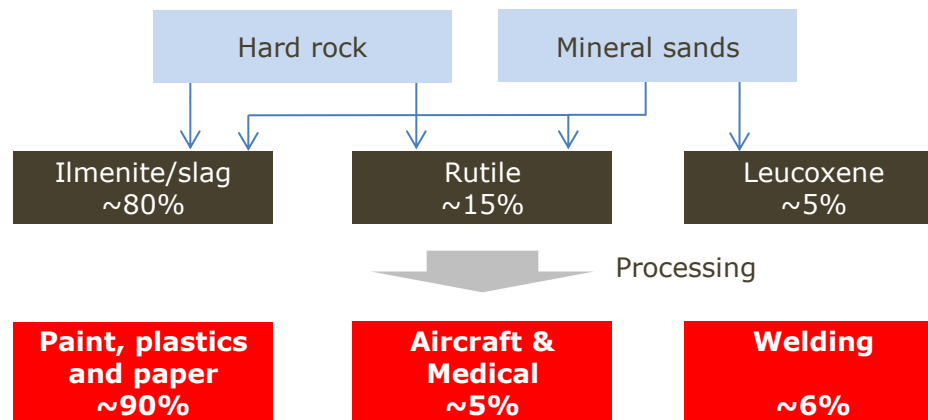 Hard rock
Mineral sands
Ilmenite/slag
~80%
Rutile
~15%
Leucoxene
~5%
Processing
Paint, plastics
and paper
~90%
Aircraft &
Medical
~5%
Welding
~6%